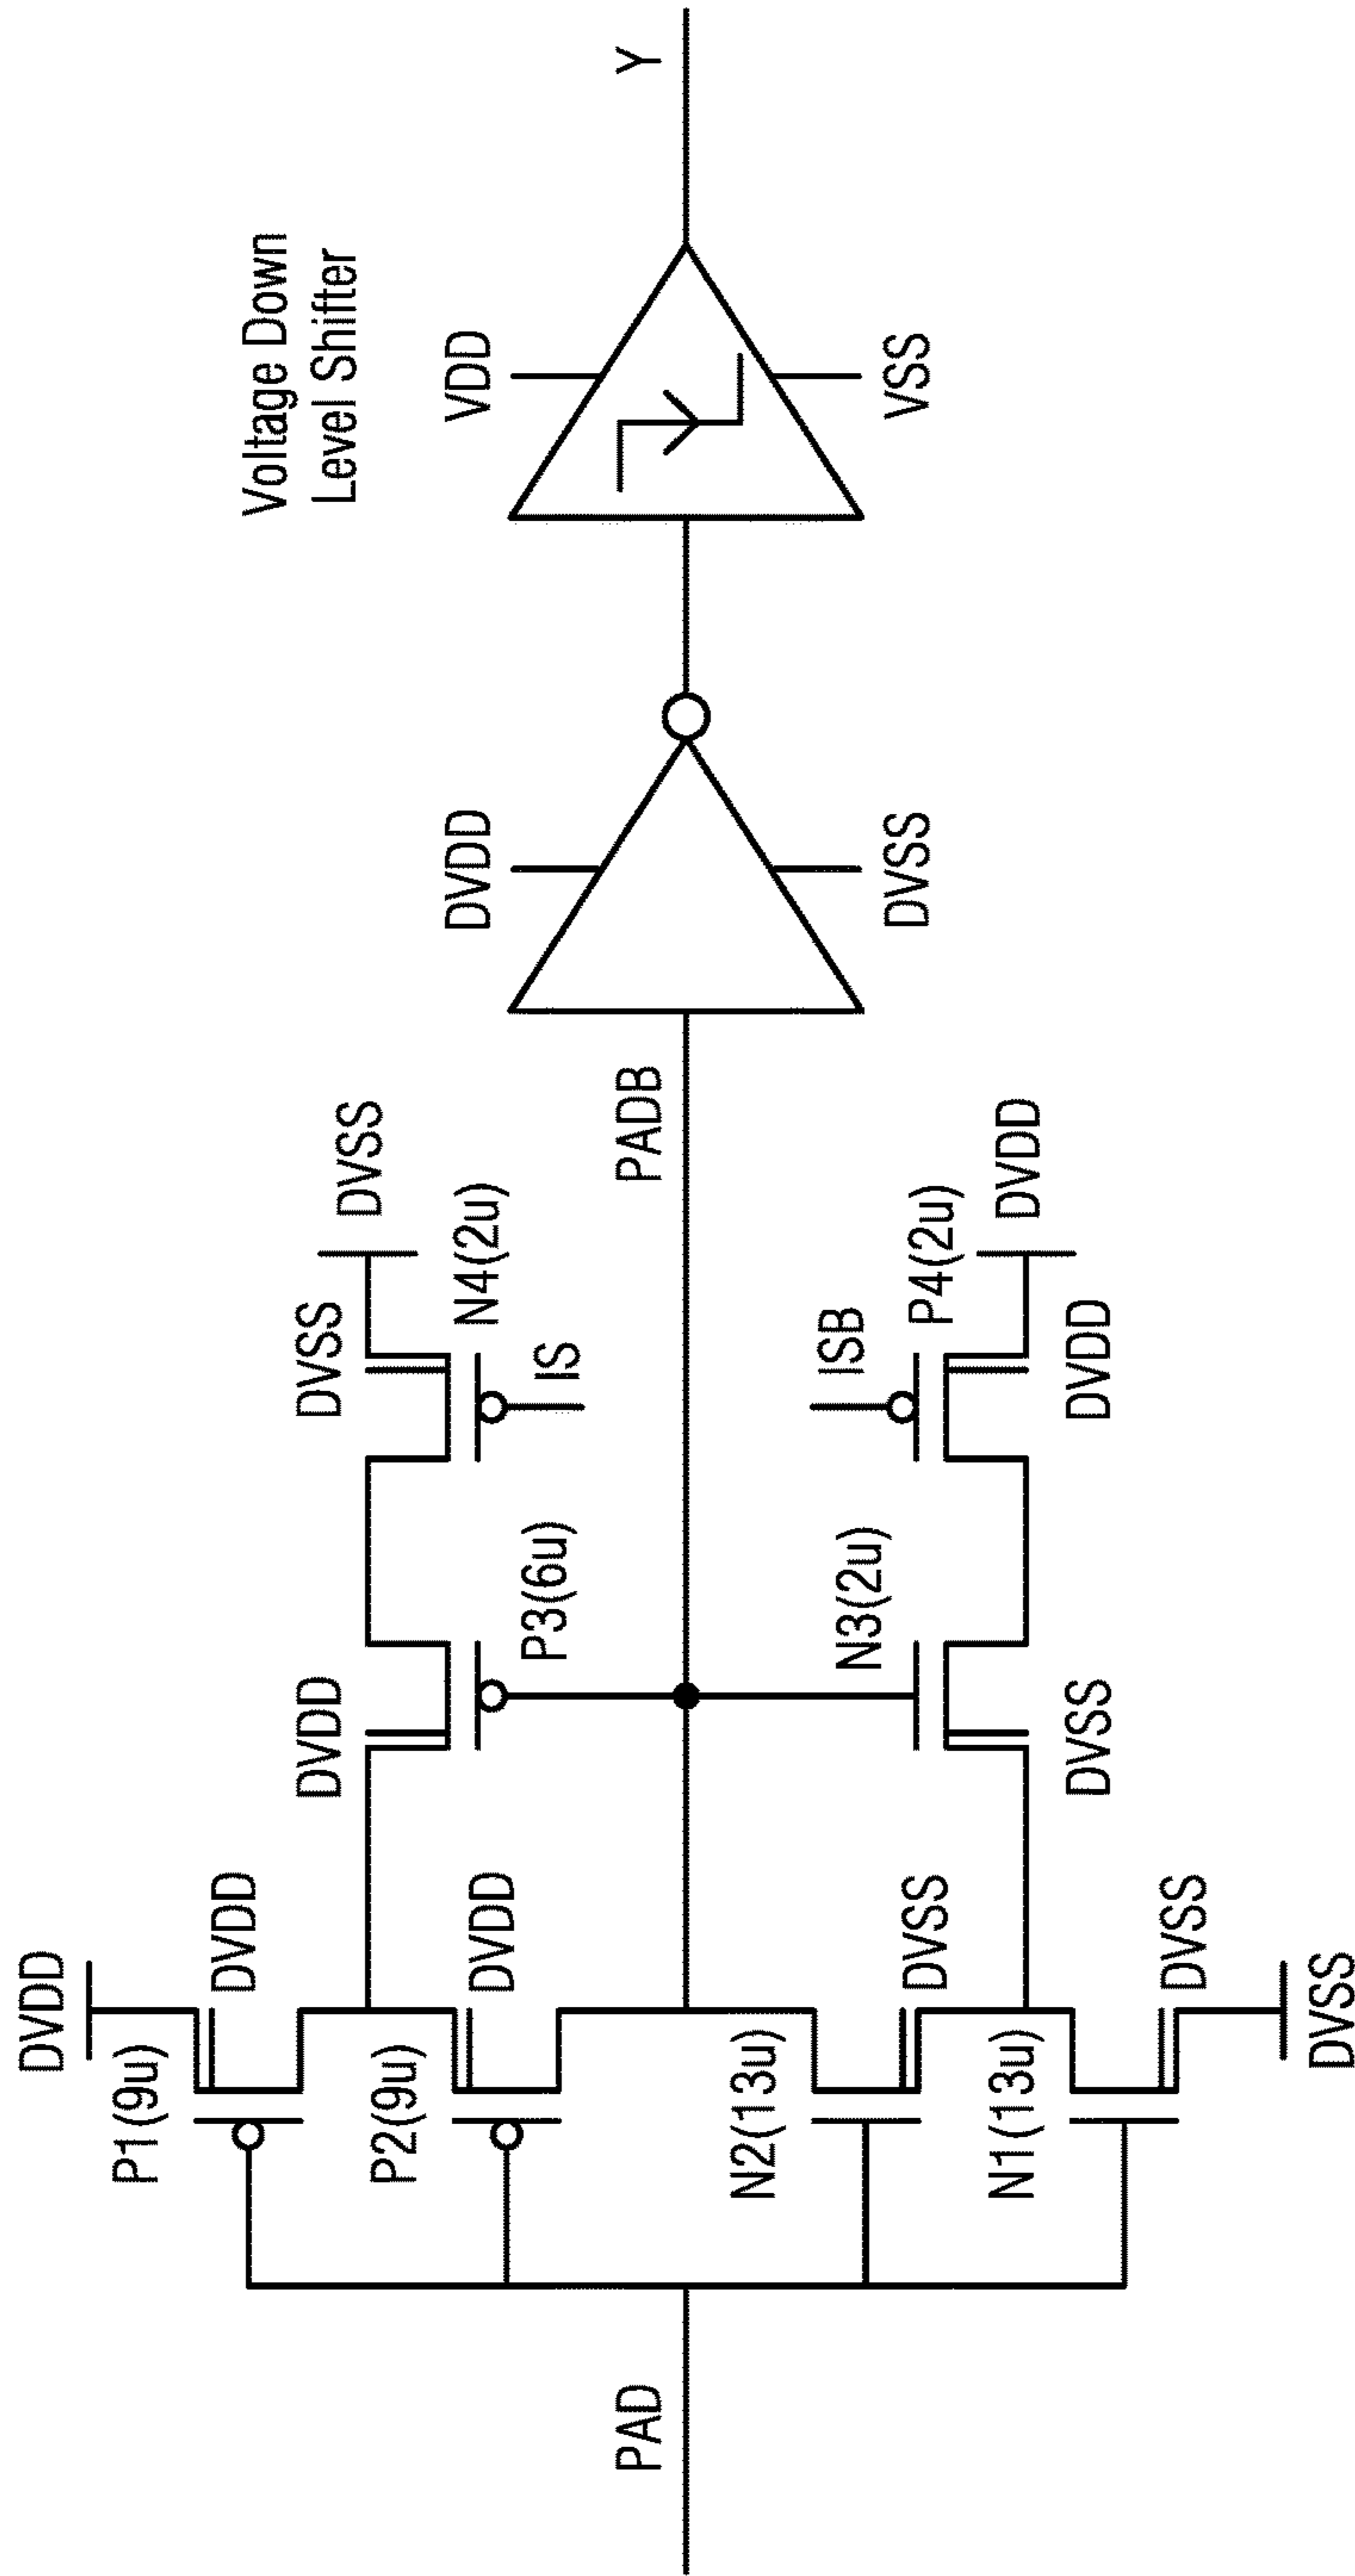 PAD
DVDD
P1(9u)
DVDD
P2(9u)
DVDD
N2(13u)
DVSS
N1(13u)
DVSS
DVSS
DVDD
P3(6u)
DVSS
N4(2u)
IS
DVSS
N3(2u)
DVSS
ISB
P4(2u)
DVDD
DVDD
PADB
DVDD
DVSS
Voltage Down
Level Shifter
VDD
VSS
Y